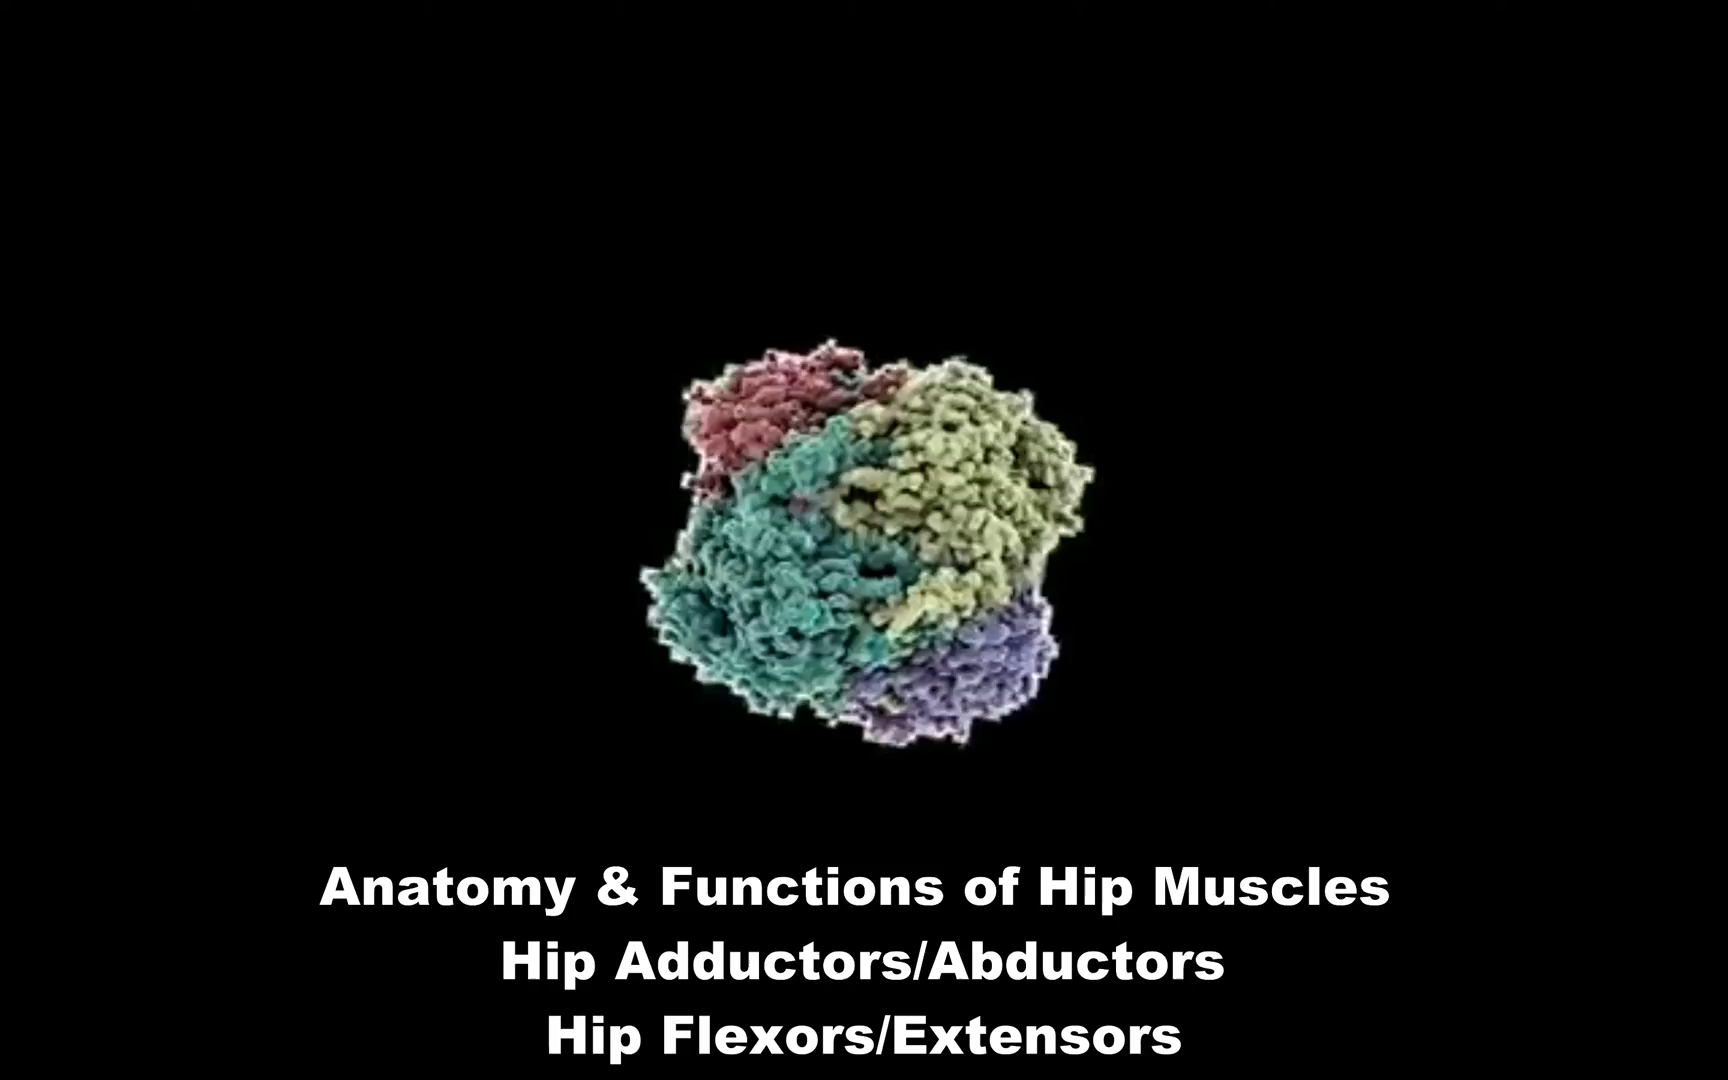 Anatomy & Functions of Hip Muscles
Hip Adductors/Abductors
Hip Flexors/Extensors